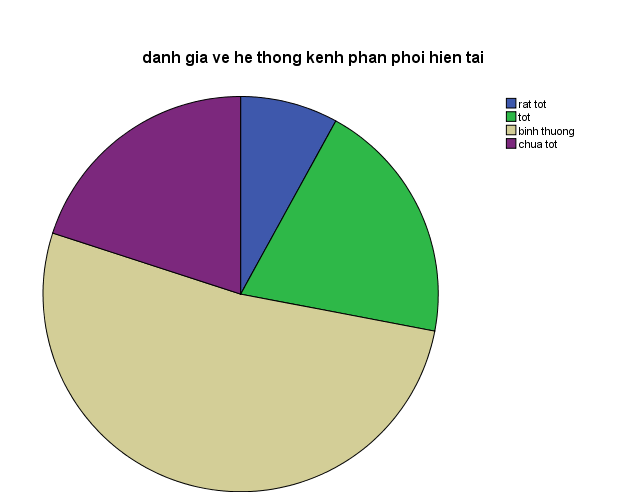 danh gia ve he thong kenh phan phoi hien tai
rat tot
tot
binh thuong
chua tot